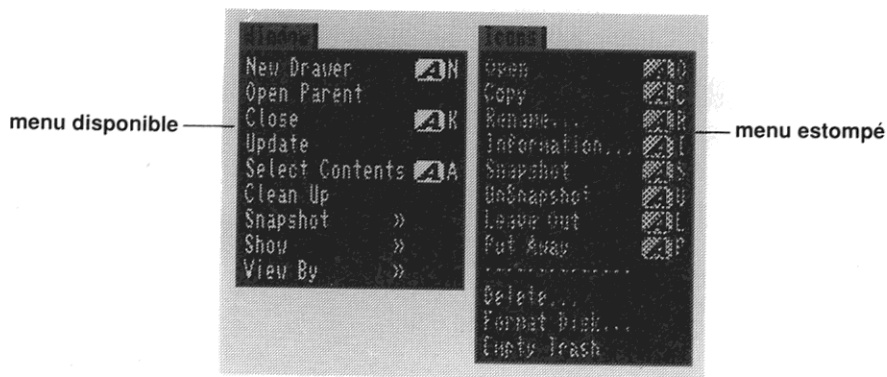 Window
New Drawer A N
Open Parent
Close A K
Update
Select Contents A A
Clean Up
Snapshot »
Show »
View By »
Icons
Open A O
Copy A C
Rename... A R
Information... A I
Snapshot A S
UnSnapshot A U
Leave Out A L
Put Away A P
--------------
Delete...
Format Disk...
Empty Trash
menu disponible
menu estompé